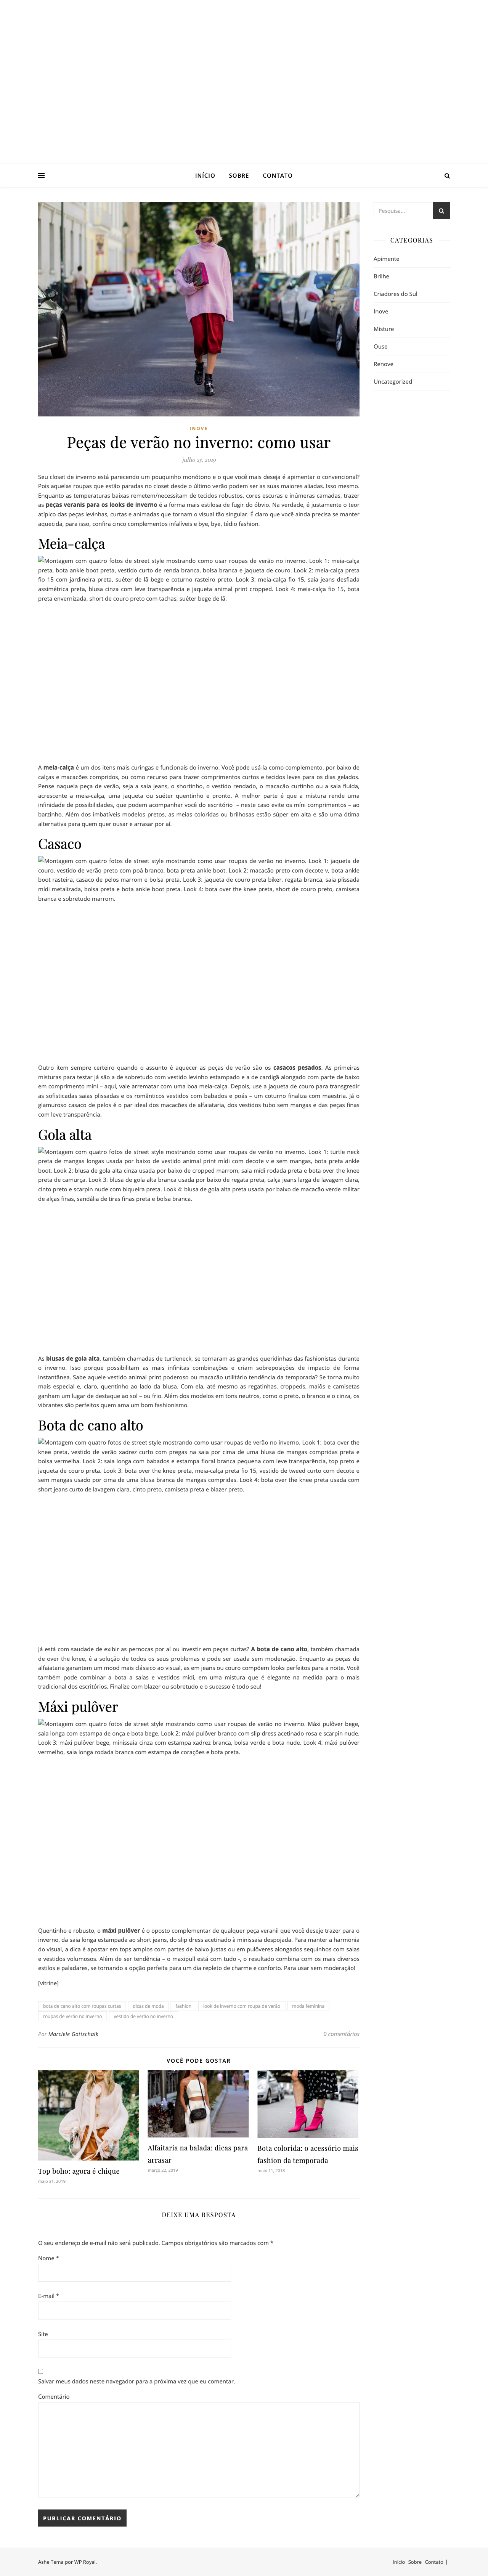 INÍCIO SOBRE CONTATO
INOVE
Peças de verão no inverno: como usar
julho 25, 2019
Seu closet de inverno está parecendo um pouquinho monótono e o que você mais deseja é apimentar o convencional?
Pois aquelas roupas que estão paradas no closet desde o último verão podem ser as suas maiores aliadas. Isso mesmo.
Enquanto as temperaturas baixas remetem/necessitam de tecidos robustos, cores escuras e inúmeras camadas, trazer
as peças veranis para os looks de inverno é a forma mais estilosa de fugir do óbvio. Na verdade, é justamente o teor
atípico das peças levinhas, curtas e animadas que tornam o visual tão singular. É claro que você ainda precisa se manter
aquecida, para isso, confira cinco complementos infalíveis e bye, bye, tédio fashion.
Meia-calça
Montagem com quatro fotos de street style mostrando como usar roupas de verão no inverno. Look 1: meia-calça
preta, botas ankle boot preta, vestido curto de renda branca, bolsa branca e jaqueta de couro. Look 2: meia-calça preta
fio 15 com jardineira preta, suéter de lã bege e coturno rasteiro preto. Look 3: meia-calça fio 15, saia jeans desfiada
assimétrica preta, blusa cinza com leve transparência e jaqueta animal print cropped. Look 4: meia-calça fio 15, bota
preta envernizada, short de couro preto com tachas, suéter bege de lã.
A meia-calça é um dos itens mais curingas e funcionais do inverno. Você pode usá-la como complemento, por baixo de
calças e macacões compridos, ou como recurso para trazer comprimentos curtos e tecidos leves para os dias gelados.
Pense naquela peça de verão, seja a saia jeans, o shortinho, o vestido rendado, o macacão curtinho ou a saia fluída,
acrescente a meia-calça, uma jaqueta ou suéter quentinho e pronto. A melhor parte é que a mistura rende uma
infinidade de possibilidades, que podem acompanhar você do escritório – neste caso evite os míni comprimentos – ao
barzinho. Além dos imbatíveis modelos pretos, as meias coloridas ou brilhosas estão súper em alta e são uma ótima
alternativa para quem quer ousar e arrasar por aí.
Casaco
Montagem com quatro fotos de street style mostrando como usar roupas de verão no inverno. Look 1: jaqueta de
couro, vestido de verão preto com poá branco, bota preta ankle boot. Look 2: macacão preto com decote v, bota ankle
boot rasteira, casaco de pelos marrom e bolsa preta. Look 3: jaqueta de couro preta biker, regata branca, saia plissada
mídi metalizada, bolsa preta e bota ankle boot preta. Look 4: bota over the knee preta, short de couro preto, camiseta
branca e sobretudo marrom.
Outro item sempre certeiro quando o assunto é aquecer as peças de verão são os casacos pesados. As primeiras
misturas para testar já são a de sobretudo com vestido levinho estampado e a de cardigã alongado com parte de baixo
em comprimento míni – aqui, vale arrematar com uma boa meia-calça. Depois, use a jaqueta de couro para transgredir
as sofisticadas saias plissadas e os românticos vestidos com babados e poás – um coturno finaliza com maestria. Já o
glamuroso casaco de pelos é o par ideal dos macacões de alfaiataria, dos vestidos tubo sem mangas e das peças finas
com leve transparência.
Gola alta
Montagem com quatro fotos de street style mostrando como usar roupas de verão no inverno. Look 1: turtle neck
preta de mangas longas usada por baixo de vestido animal print mídi com decote v e sem mangas, bota preta ankle
boot. Look 2: blusa de gola alta cinza usada por baixo de cropped marrom, saia mídi rodada preta e bota over the knee
preta de camurça. Look 3: blusa de gola alta branca usada por baixo de regata preta, calça jeans larga de lavagem clara,
cinto preto e scarpin nude com biqueira preta. Look 4: blusa de gola alta preta usada por baixo de macacão verde militar
de alças finas, sandália de tiras finas preta e bolsa branca.
As blusas de gola alta, também chamadas de turtleneck, se tornaram as grandes queridinhas das fashionistas durante
o inverno. Isso porque possibilitam as mais infinitas combinações e criam sobreposições de impacto de forma
instantânea. Sabe aquele vestido animal print poderoso ou macacão utilitário tendência da temporada? Se torna muito
mais especial e, claro, quentinho ao lado da blusa. Com ela, até mesmo as regatinhas, croppeds, maiôs e camisetas
ganham um lugar de destaque ao sol – ou frio. Além dos modelos em tons neutros, como o preto, o branco e o cinza, os
vibrantes são perfeitos quem ama um bom fashionismo.
Bota de cano alto
Montagem com quatro fotos de street style mostrando como usar roupas de verão no inverno. Look 1: bota over the
knee preta, vestido de verão xadrez curto com pregas na saia por cima de uma blusa de mangas compridas preta e
bolsa vermelha. Look 2: saia longa com babados e estampa floral branca pequena com leve transparência, top preto e
jaqueta de couro preta. Look 3: bota over the knee preta, meia-calça preta fio 15, vestido de tweed curto com decote e
sem mangas usado por cima de uma blusa branca de mangas compridas. Look 4; bota over the knee preta usada com
short jeans curto de lavagem clara, cinto preto, camiseta preta e blazer preto.
Já está com saudade de exibir as pernocas por aí ou investir em peças curtas? A bota de cano alto, também chamada
de over the knee, é a solução de todos os seus problemas e pode ser usada sem moderação. Enquanto as peças de
alfaiataria garantem um mood mais clássico ao visual, as em jeans ou couro compõem looks perfeitos para a noite. Você
também pode combinar a bota a saias e vestidos mídi, em uma mistura que é elegante na medida para o mais
tradicional dos escritórios. Finalize com blazer ou sobretudo e o sucesso é todo seu!
Máxi pulôver
Montagem com quatro fotos de street style mostrando como usar roupas de verão no inverno. Máxi pulôver bege,
saia longa com estampa de onça e bota bege. Look 2: máxi pulôver branco com slip dress acetinado rosa e scarpin nude.
Look 3: máxi pulôver bege, minissaia cinza com estampa xadrez branca, bolsa verde e bota nude. Look 4: máxi pulôver
vermelho, saia longa rodada branca com estampa de corações e bota preta.
Quentinho e robusto, o máxi pulôver é o oposto complementar de qualquer peça veranil que você deseje trazer para o
inverno, da saia longa estampada ao short jeans, do slip dress acetinado à minissaia despojada. Para manter a harmonia
do visual, a dica é apostar em tops amplos com partes de baixo justas ou em pulôveres alongados sequinhos com saias
e vestidos volumosos. Além de ser tendência – o maxipull está com tudo -, o resultado combina com os mais diversos
estilos e paladares, se tornando a opção perfeita para um dia repleto de charme e conforto. Para usar sem moderação!
[vitrine]
bota de cano alto com roupas curtas dicas de moda fashion look de inverno com roupa de verão moda feminina
roupas de verão no inverno vestido de verão no inverno
Por Marciele Gottschalk 0 comentários
VOCÊ PODE GOSTAR
Top boho: agora é chique
maio 31, 2019
Alfaitaria na balada: dicas para
arrasar
março 22, 2019
Bota colorida: o acessório mais
fashion da temporada
maio 11, 2018
DEIXE UMA RESPOSTA
O seu endereço de e-mail não será publicado. Campos obrigatórios são marcados com *
Nome *
E-mail *
Site
Salvar meus dados neste navegador para a próxima vez que eu comentar.
Comentário
PUBLICAR COMENTÁRIO
Pesquisa...
CATEGORIAS
Apimente
Brilhe
Criadores do Sul
Inove
Misture
Ouse
Renove
Uncategorized
Ashe Tema por WP Royal. Início Sobre Contato |